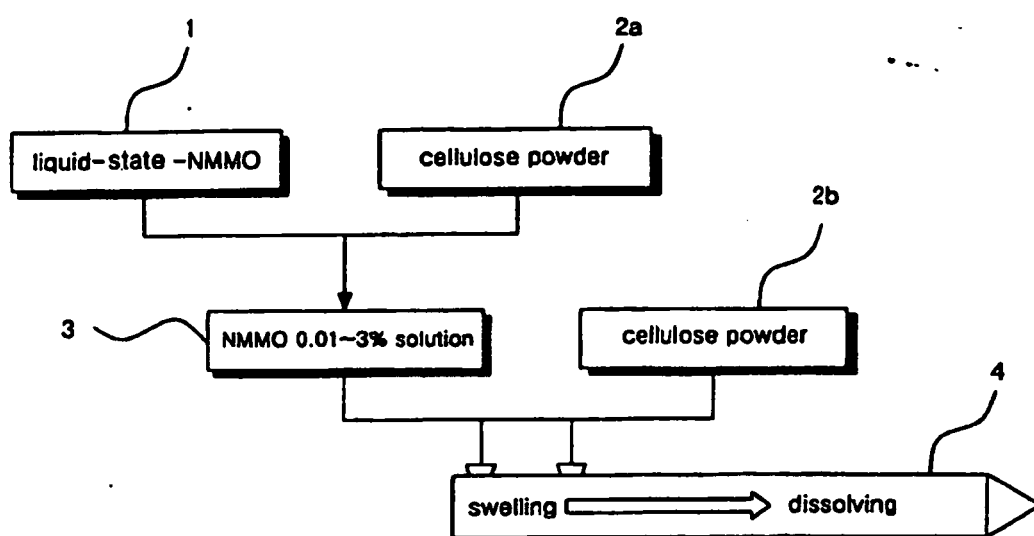 1
2a
liquid-state-NMMO
cellulose powder
2b
3
NMMO 0.01~3% solution
cellulose powder
4
swelling
dissolving